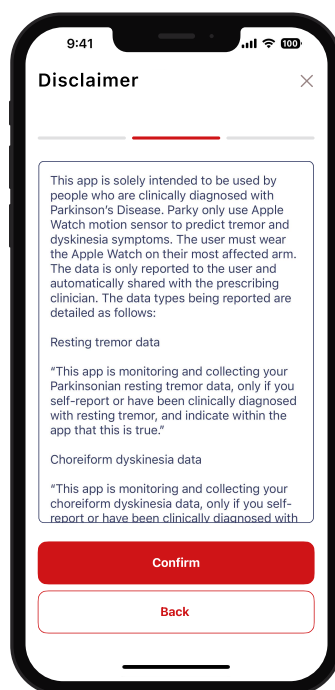 9:41
100
Disclaimer
This app is solely intended to be used by
people who are clinically diagnosed with
Parkinson's Disease. Parky only use Apple
Watch motion sensor to predict tremor and
dyskinesia symptoms. The user must wear
the Apple Watch on their most affected arm.
The data is only reported to the user and
automatically shared with the prescribing
clinician. The data types being reported are
detailed as follows:
Resting tremor data
“This app is monitoring and collecting your
Parkinsonian resting tremor data, only if you
self-report or have been clinically diagnosed
with resting tremor, and indicate within the
app that this is true.”
Choreiform dyskinesia data
“This app is monitoring and collecting your
choreiform dyskinesia data, only if you self-
report or have been clinically diagnosed with
Confirm
Back